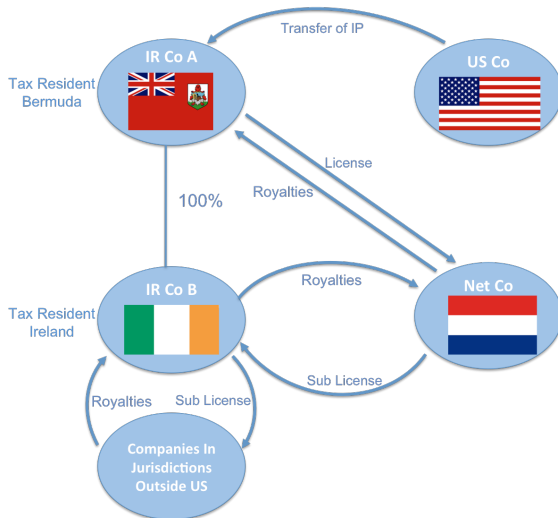 Transfer of IP
IR Co A
US Co
Tax Resident
Bermuda
License
Royalties
100%
IR Co B
Royalties
Net Co
Tax Resident
Ireland
Sub License
Royalties
Sub License
Companies In
Jurisdictions
Outside US